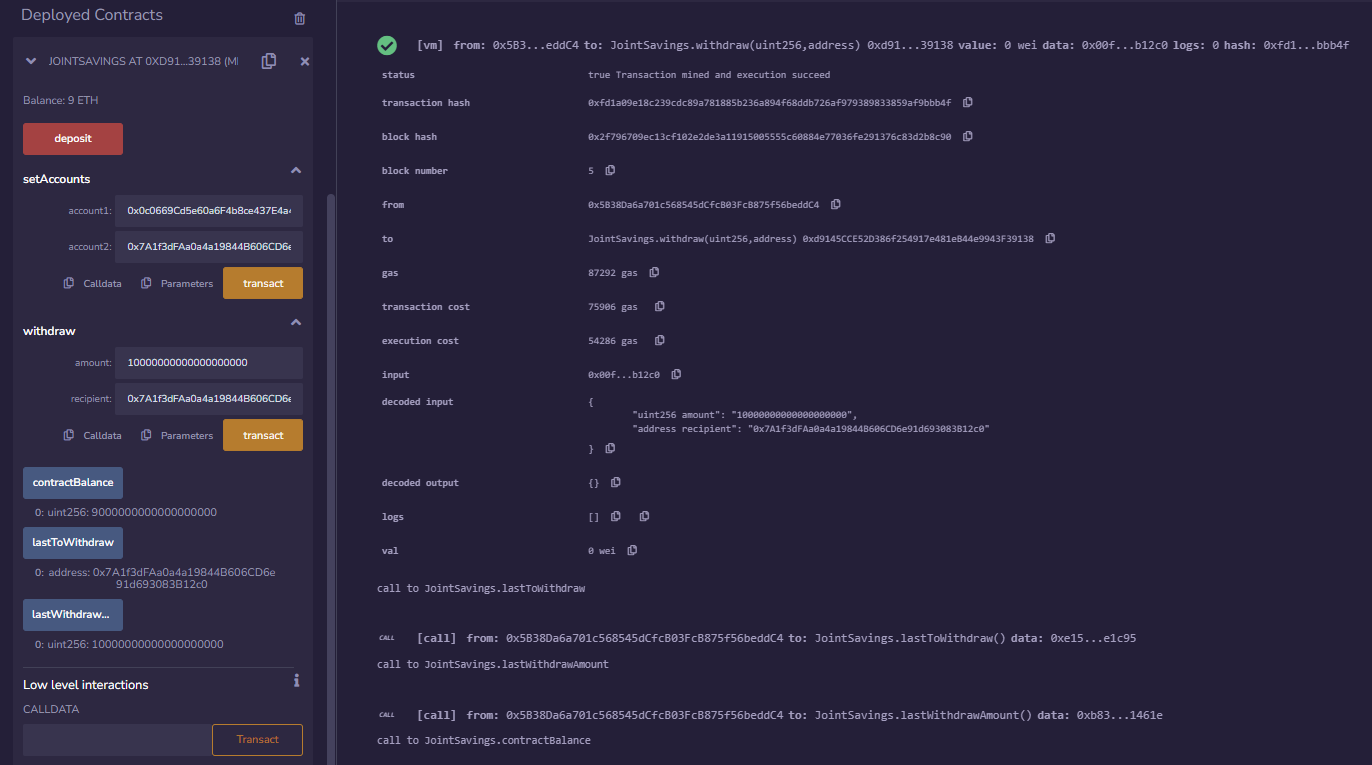 Deployed Contracts
JOINTSAVINGS AT 0XD91...39138 (M
Balance: 9 ETH
deposit
setAccounts
account1: 0x0c0669Cd5e60a6F4b8ce437E4a
account2: 0x7A1f3dFAa0a4a19844B606CD6e
Calldata Parameters transact
withdraw
amount: 10000000000000000000
recipient: 0x7A1f3dFAa0a4a19844B606CD6e
Calldata Parameters transact
contractBalance
0: uint256: 9000000000000000000
lastToWithdraw
0: address: 0x7A1f3dFAa0a4a19844B606CD6e
91d693083B12c0
lastWithdraw...
0: uint256: 10000000000000000000
Low level interactions
CALLDATA
Transact
[vm] from: 0x5B3...eddC4 to: JointSavings.withdraw(uint256,address) 0xd91...39138 value: 0 wei data: 0x00f...b12c0 logs: 0 hash: 0xfd1...bbb4f
status true Transaction mined and execution succeed
transaction hash 0xfd1a09e18c239cdc89a781885b236a894f68ddb726af979389833859af9bbb4f
block hash 0x2f796709ec13cf102e2de3a11915005555c60884e77036fe291376c83d2b8c90
block number 5
from 0x5B38Da6a701c568545dCfcB03FcB875f56beddC4
to JointSavings.withdraw(uint256,address) 0xd9145CCE52D386f254917e481eB44e9943F39138
gas 87292 gas
transaction cost 75906 gas
execution cost 54286 gas
input 0x00f...b12c0
decoded input {
"uint256 amount": "10000000000000000000",
"address recipient": "0x7A1f3dFAa0a4a19844B606CD6e91d693083B12c0"
}
decoded output {}
logs []
val 0 wei
call to JointSavings.lastToWithdraw
CALL [call] from: 0x5B38Da6a701c568545dCfcB03FcB875f56beddC4 to: JointSavings.lastToWithdraw() data: 0xe15...e1c95
call to JointSavings.lastWithdrawAmount
CALL [call] from: 0x5B38Da6a701c568545dCfcB03FcB875f56beddC4 to: JointSavings.lastWithdrawAmount() data: 0xb83...1461e
call to JointSavings.contractBalance